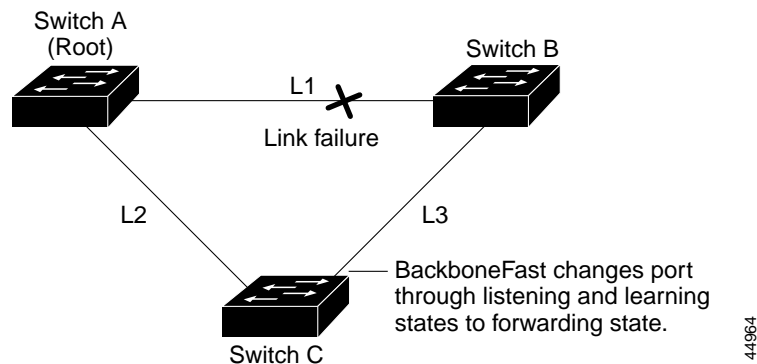 Switch A
(Root)
Switch B
L1
Link failure
L2
L3
BackboneFast changes port
through listening and learning
states to forwarding state.
Switch C
44964